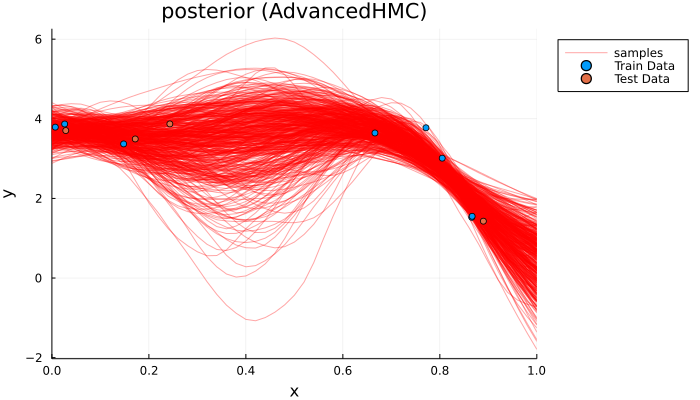 posterior (AdvancedHMC)
6
4
2
0
−2
0.0 0.2 0.4 0.6 0.8 1.0
x
y
samples
Train Data
Test Data